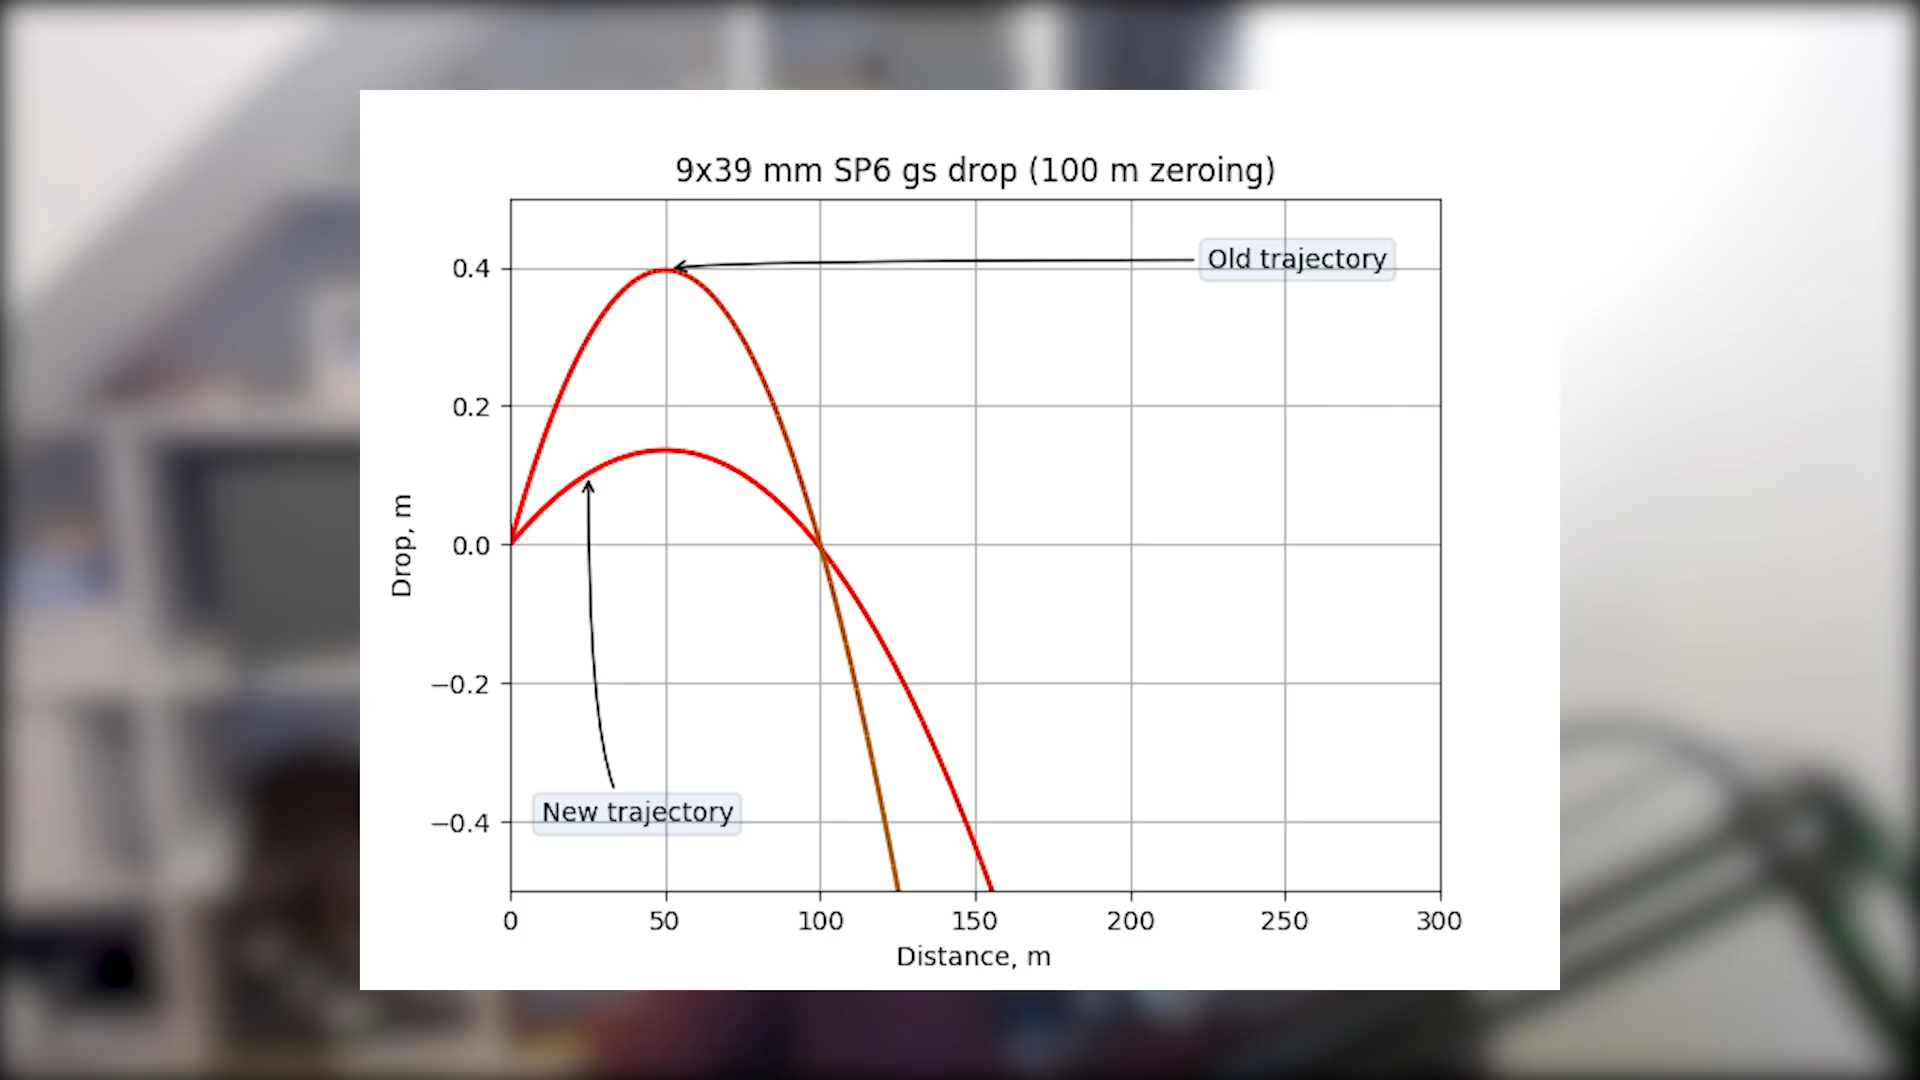 9x39 mm SP6 gs drop (100 m zeroing)
Old trajectory
0.4
0.2
0.0
−0.2
−0.4
Drop, m
New trajectory
0 50 100 150 200 250 300
Distance, m